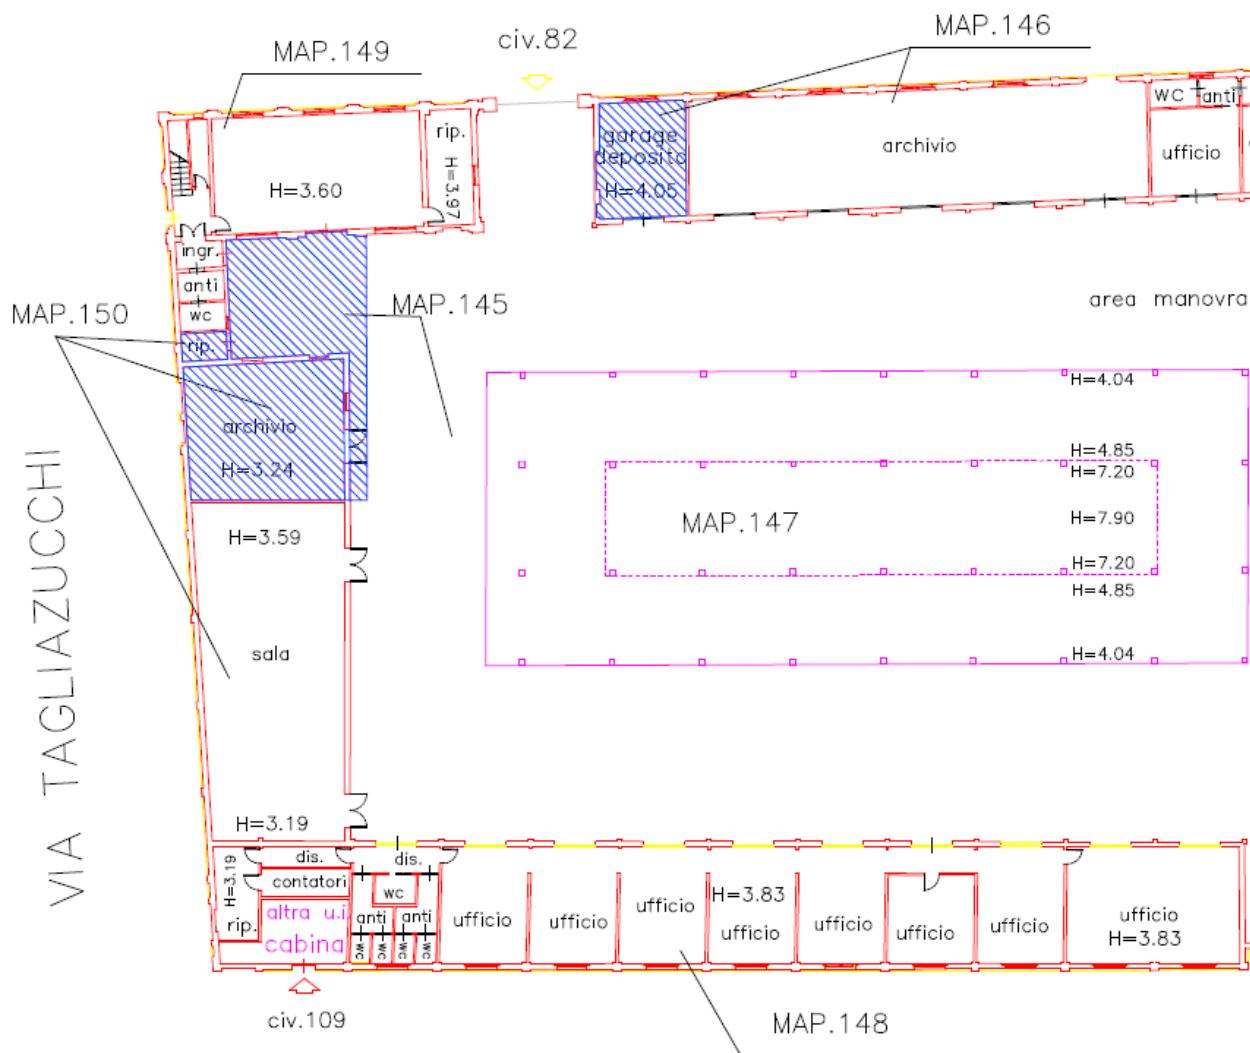 MAP.149
civ.82
MAP.146
rip.
H=3.97
H=3.60
garage
deposito
H=4.05
archivio
wc
anti
ufficio
ingr.
anti
wc
rip.
MAP.150
MAP.145
area manovra
archivio
H=3.24
H=4.04
H=4.85
H=7.20
MAP.147
H=7.90
H=7.20
H=4.85
H=4.04
VIA TAGLIAZUCCHI
H=3.59
sala
H=3.19
H=3.19
rip.
dis.
contatori
altra u.i
cabina
dis.
wc
anti
anti
wc
wc
wc
wc
ufficio
ufficio
ufficio
H=3.83
ufficio
ufficio
ufficio
ufficio
ufficio
H=3.83
civ.109
MAP.148